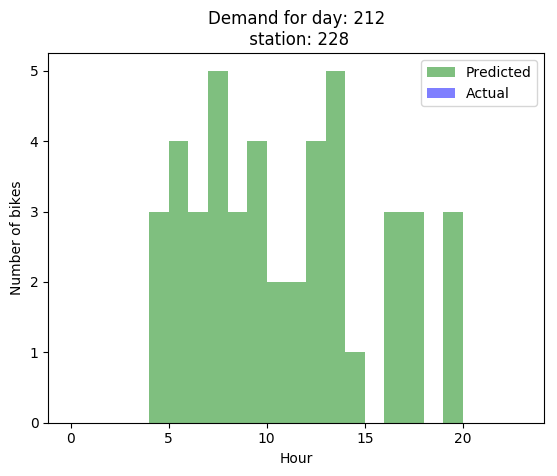 Demand for day: 212
station: 228
Predicted
Actual
5
4
3
2
1
0
Number of bikes
0 5 10 15 20
Hour